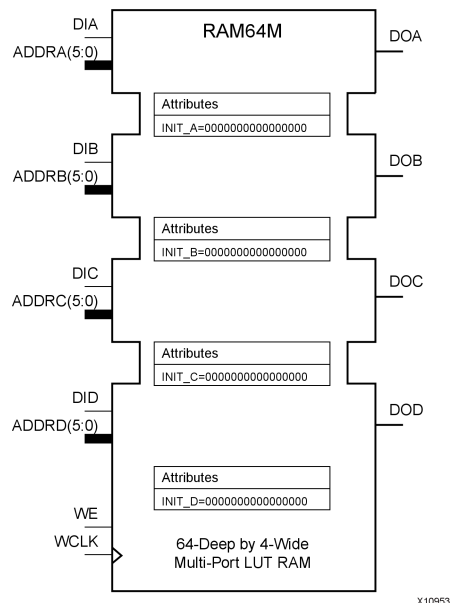 RAM64M
DIA
DOA
ADDRA(5:0)
Attributes
INIT_A=0000000000000000
DIB
DOB
ADDRB(5:0)
Attributes
INIT_B=0000000000000000
DIC
DOC
ADDRC(5:0)
Attributes
INIT_C=0000000000000000
DID
DOD
ADDRD(5:0)
Attributes
INIT_D=0000000000000000
WE
WCLK
64-Deep by 4-Wide
Multi-Port LUT RAM
X10953